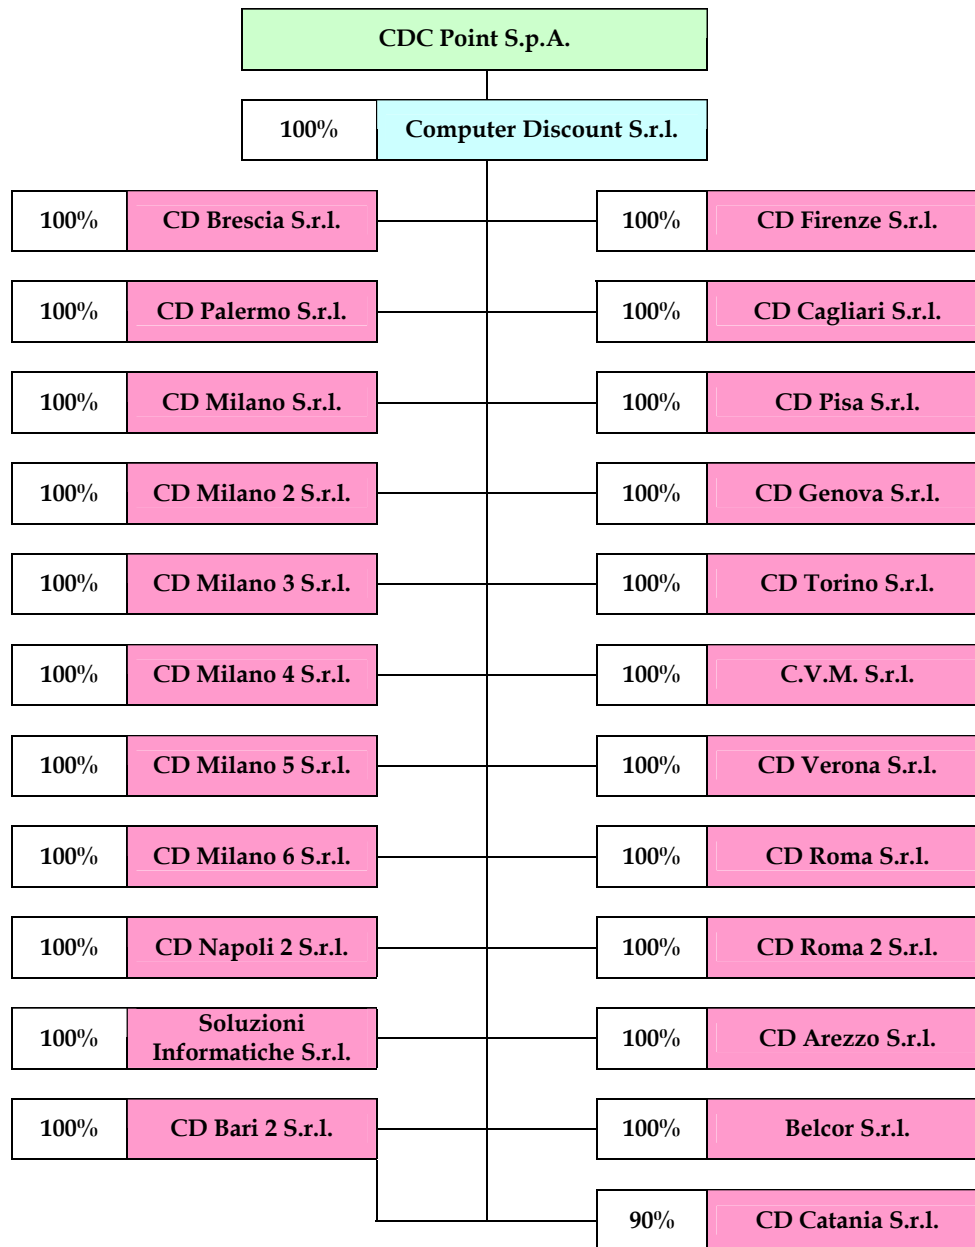 CDC Point S.p.A.
100% Computer Discount S.r.l.
100% CD Brescia S.r.l. 100% CD Firenze S.r.l.
100% CD Palermo S.r.l. 100% CD Cagliari S.r.l.
100% CD Milano S.r.l. 100% CD Pisa S.r.l.
100% CD Milano 2 S.r.l. 100% CD Genova S.r.l.
100% CD Milano 3 S.r.l. 100% CD Torino S.r.l.
100% CD Milano 4 S.r.l. 100% C.V.M. S.r.l.
100% CD Milano 5 S.r.l. 100% CD Verona S.r.l.
100% CD Milano 6 S.r.l. 100% CD Roma S.r.l.
100% CD Napoli 2 S.r.l. 100% CD Roma 2 S.r.l.
100% Soluzioni
Informatiche S.r.l. 100% CD Arezzo S.r.l.
100% CD Bari 2 S.r.l. 100% Belcor S.r.l.
90% CD Catania S.r.l.